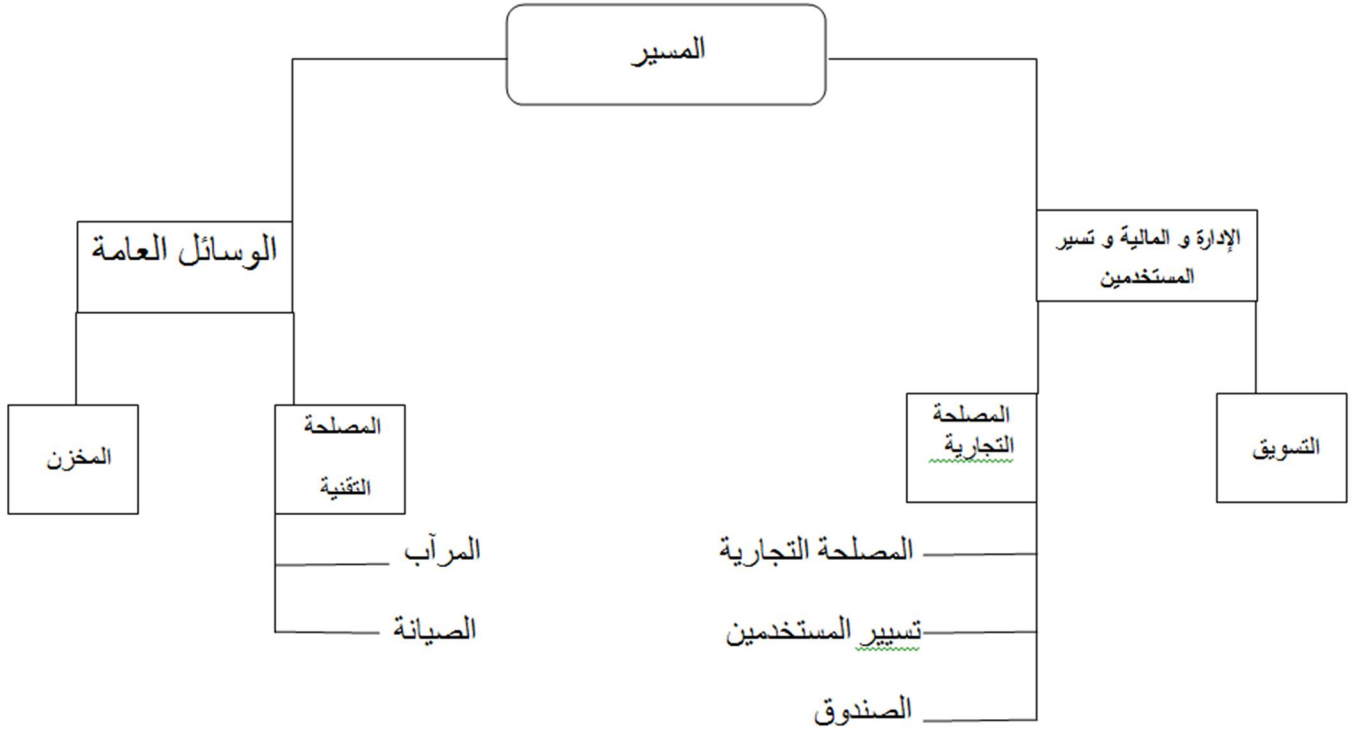 المسير
الإدارة و المالية و تسير
المستخدمين
الوسائل العامة
التسويق
المصلحة
التجارية
المصلحة
التقنية
المخزن
المصلحة التجارية
المرآب
تسيير المستخدمين
الصيانة
الصندوق